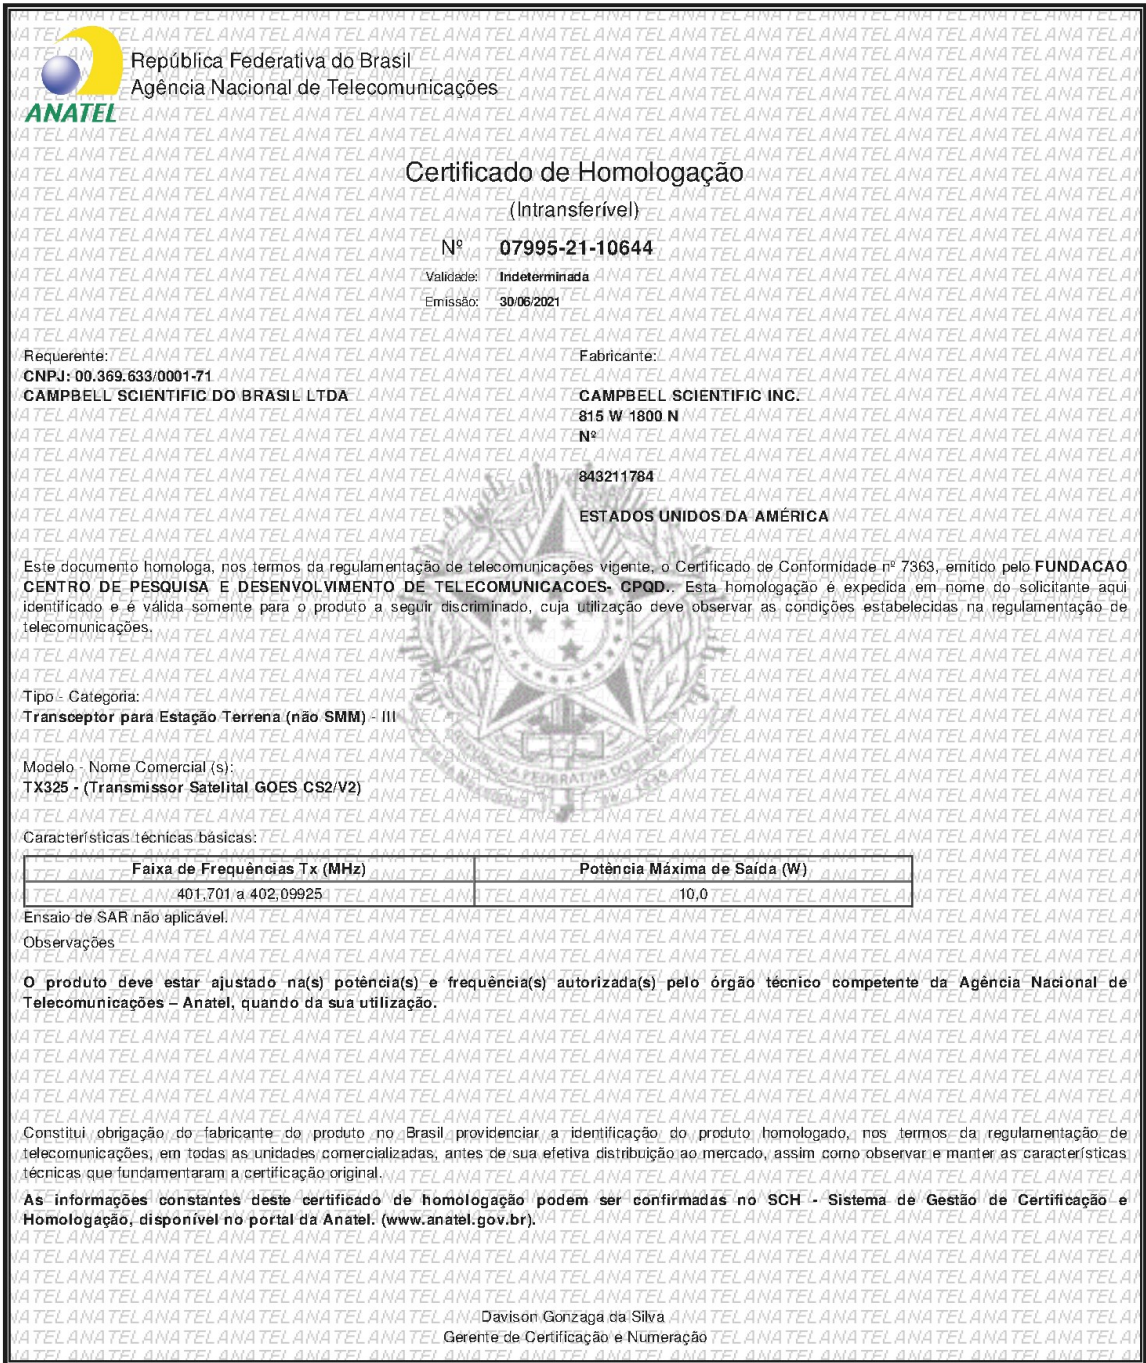 República Federativa do Brasil
Agência Nacional de Telecomunicações
ANATEL
Certificado de Homologação
(Intransferível)
Nº 07995-21-10644
Validade: Indeterminada
Emissão: 30/06/2021
Requerente:
CNPJ: 00.369.633/0001-71
CAMPBELL SCIENTIFIC DO BRASIL LTDA
Fabricante:
CAMPBELL SCIENTIFIC INC.
815 W 1800 N
Nº
843211784
ESTADOS UNIDOS DA AMÉRICA
Este documento homologa, nos termos da regulamentação de telecomunicações vigente, o Certificado de Conformidade nº 7363, emitido pelo FUNDACAO
CENTRO DE PESQUISA E DESENVOLVIMENTO DE TELECOMUNICACOES- CPQD.. Esta homologação é expedida em nome do solicitante aqui
identificado e é válida somente para o produto a seguir discriminado, cuja utilização deve observar as condições estabelecidas na regulamentação de
telecomunicações.
Tipo - Categoria:
Transceptor para Estação Terrena (não SMM) - III
Modelo - Nome Comercial (s):
TX325 - (Transmissor Satelital GOES CS2/V2)
Características técnicas básicas:
Faixa de Frequências Tx (MHz) Potência Máxima de Saída (W)
401,701 a 402,09925 10,0
Ensaio de SAR não aplicável.
Observações
O produto deve estar ajustado na(s) potência(s) e frequência(s) autorizada(s) pelo órgão técnico competente da Agência Nacional de
Telecomunicações – Anatel, quando da sua utilização.
Constitui obrigação do fabricante do produto no Brasil providenciar a identificação do produto homologado, nos termos da regulamentação de
telecomunicações, em todas as unidades comercializadas, antes de sua efetiva distribuição ao mercado, assim como observar e manter as características
técnicas que fundamentaram a certificação original.
As informações constantes deste certificado de homologação podem ser confirmadas no SCH - Sistema de Gestão de Certificação e
Homologação, disponível no portal da Anatel. (www.anatel.gov.br).
Davison Gonzaga da Silva
Gerente de Certificação e Numeração